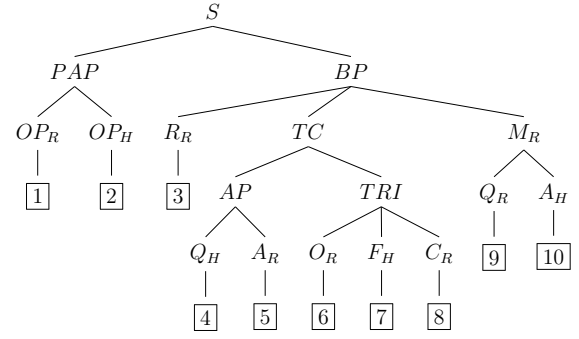 S
PAP BP
OP_R OP_H R_R TC M_R
1 2 3 AP TRI Q_R A_H
Q_H A_R O_R F_H C_R 9 10
4 5 6 7 8